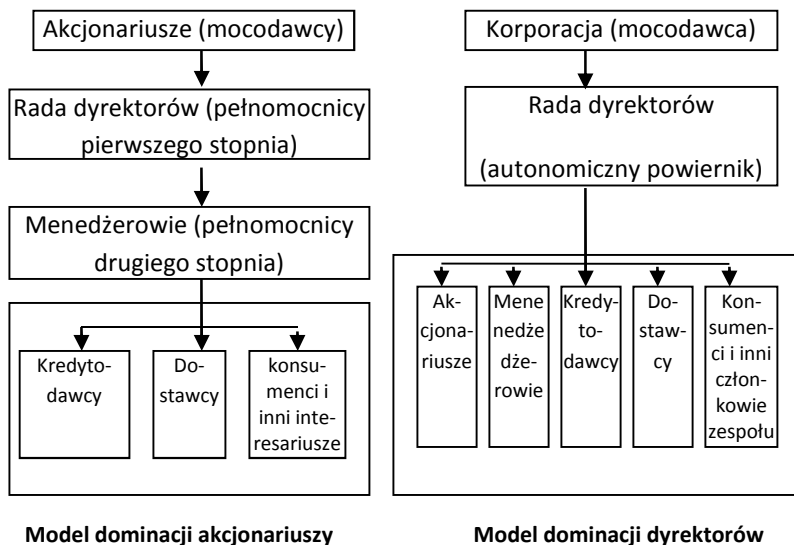 Akcjonariusze (mocodawcy)
Rada dyrektorów (pełnomocnicy
pierwszego stopnia)
Menedżerowie (pełnomocnicy
drugiego stopnia)
Kredyto-
dawcy
Do-
stawcy
konsu-
menci i
inni inte-
resariusze
Model dominacji akcjonariuszy
Korporacja (mocodawca)
Rada dyrektorów
(autonomiczny powiernik)
Ak-
cjona-
riusze
Mene
nedże
dże-
rowie
Kredy-
todawcy
Do-
staw-
cy
Kon-
sumen-
ci i inni
człon-
kowie
zespołu
Model dominacji dyrektorów